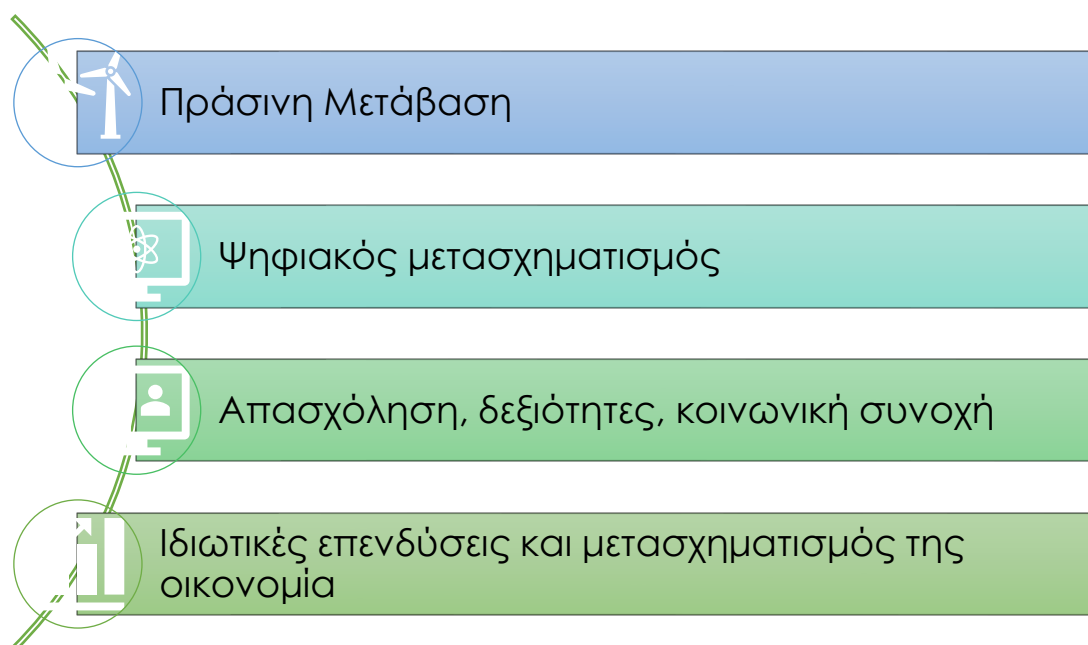 Πράσινη Μετάβαση
Ψηφιακός μετασχηματισμός
Απασχόληση, δεξιότητες, κοινωνική συνοχή
Ιδιωτικές επενδύσεις και μετασχηματισμός της
οικονομία